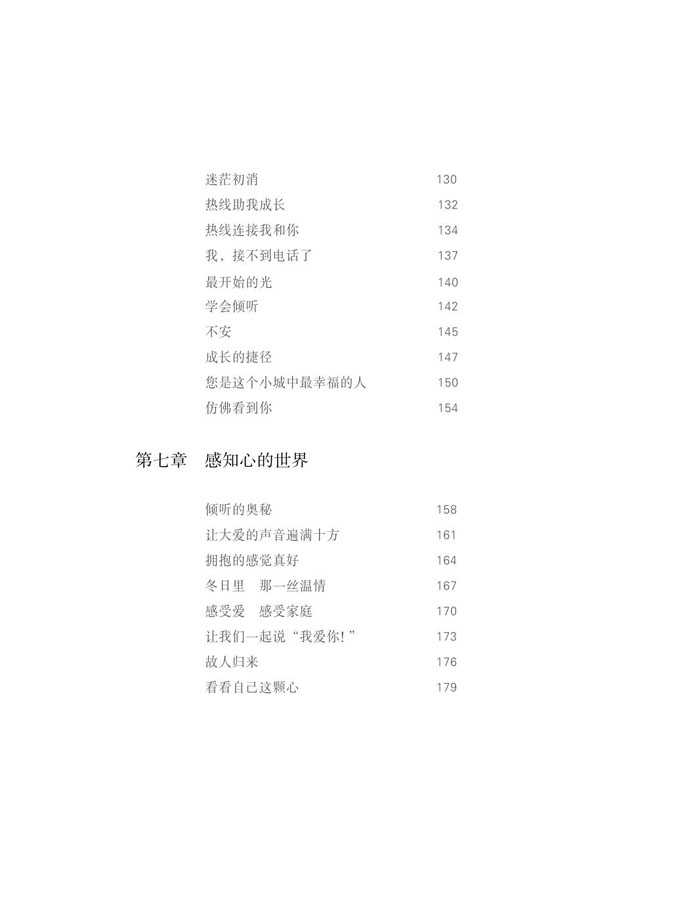 迷茫初消 130
热线助我成长 132
热线连接我和你 134
我，接不到电话了 137
最开始的光 140
学会倾听 142
不安 145
成长的捷径 147
您是这个小城中最幸福的人 150
仿佛看到你 154
第七章　感知心的世界
倾听的奥秘 158
让大爱的声音遍满十方 161
拥抱的感觉真好 164
冬日里　那一丝温情 167
感受爱　感受家庭 170
让我们一起说“我爱你！” 173
故人归来 176
看看自己这颗心 179